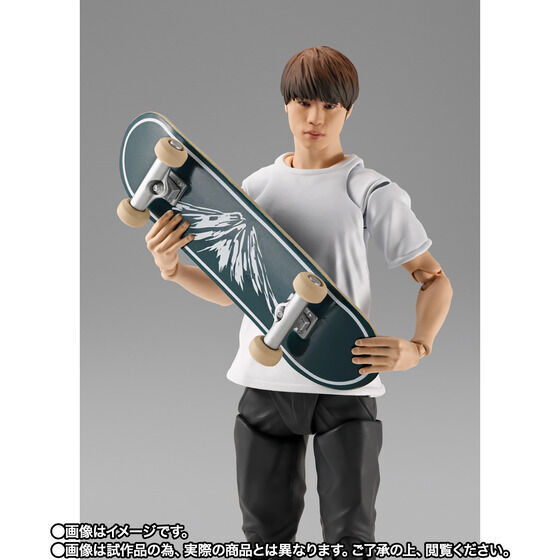 ※画像はイメージです。
※画像は試作品の為、実際の商品とは異なります。ご了承の上、閲覧ください。